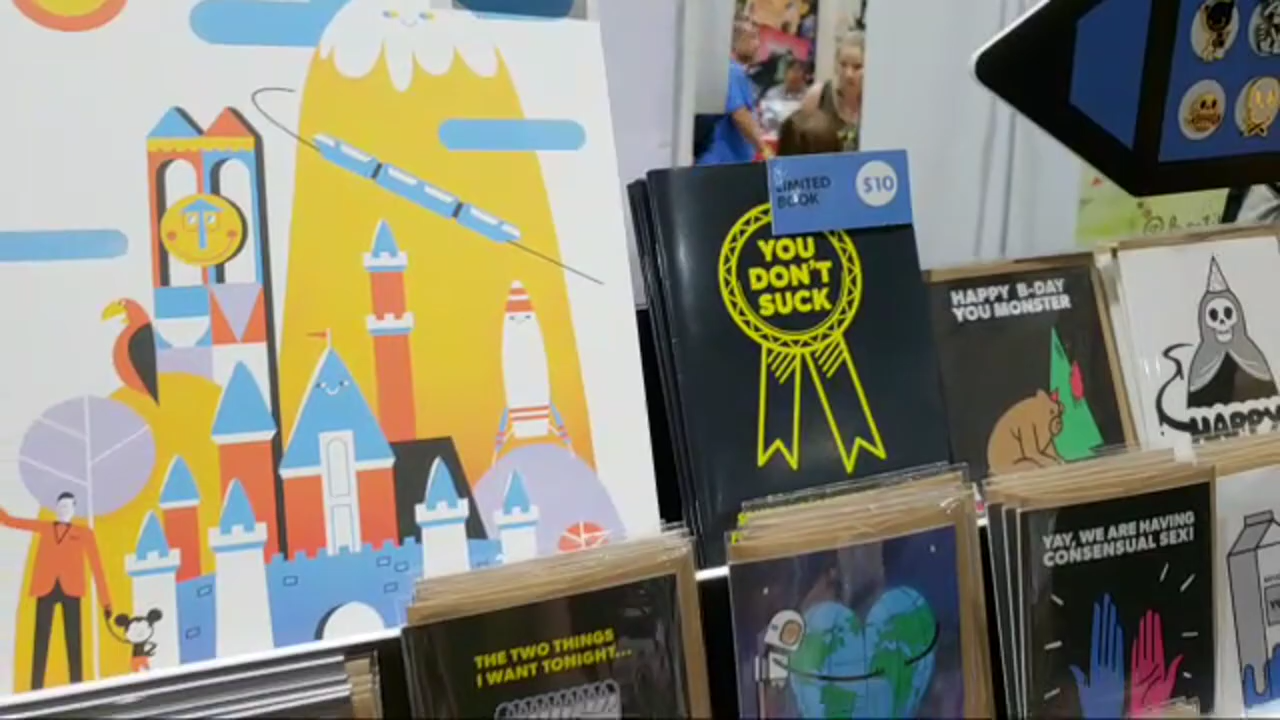 LIMITED
BOOK
$10
YOU
DON'T
SUCK
HAPPY B-DAY
YOU MONSTER
HAPPY
THE TWO THINGS
I WANT TONIGHT...
YAY, WE ARE HAVING
CONSENSUAL SEX!